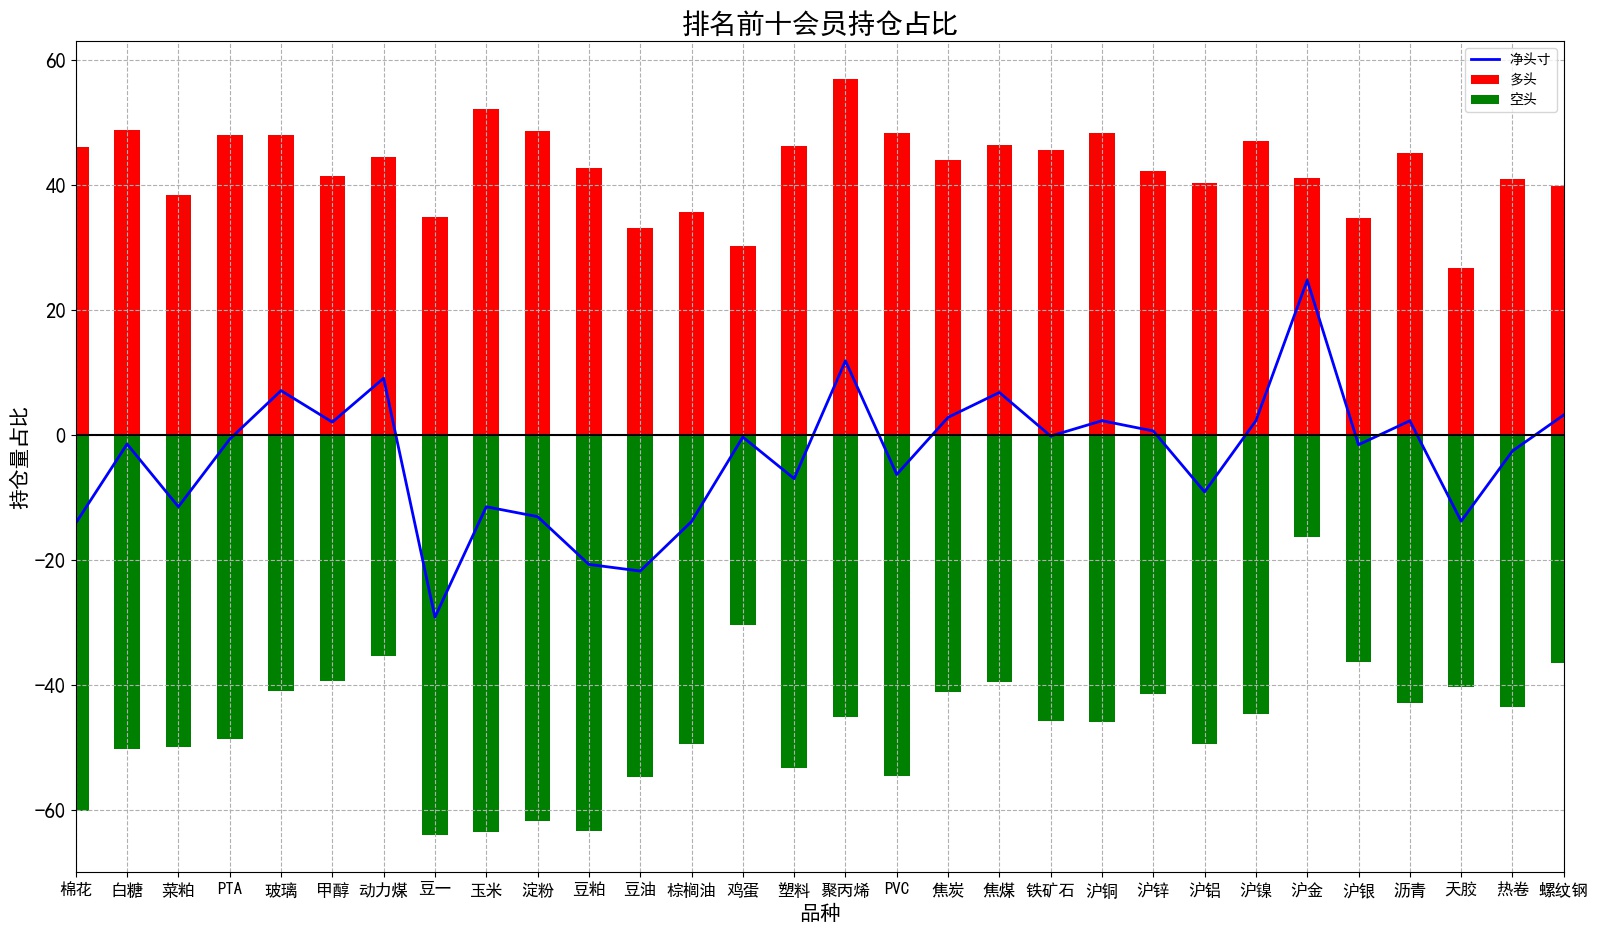 排名前十会员持仓占比
净头寸
多头
空头
持仓量占比
60
40
20
0
−20
−40
−60
棉花 白糖 菜粕 PTA 玻璃 甲醇 动力煤 豆一 玉米 淀粉 豆粕 豆油 棕榈油 鸡蛋 塑料 聚丙烯 PVC 焦炭 焦煤 铁矿石 沪铜 沪锌 沪铝 沪镍 沪金 沪银 沥青 天胶 热卷 螺纹钢
品种